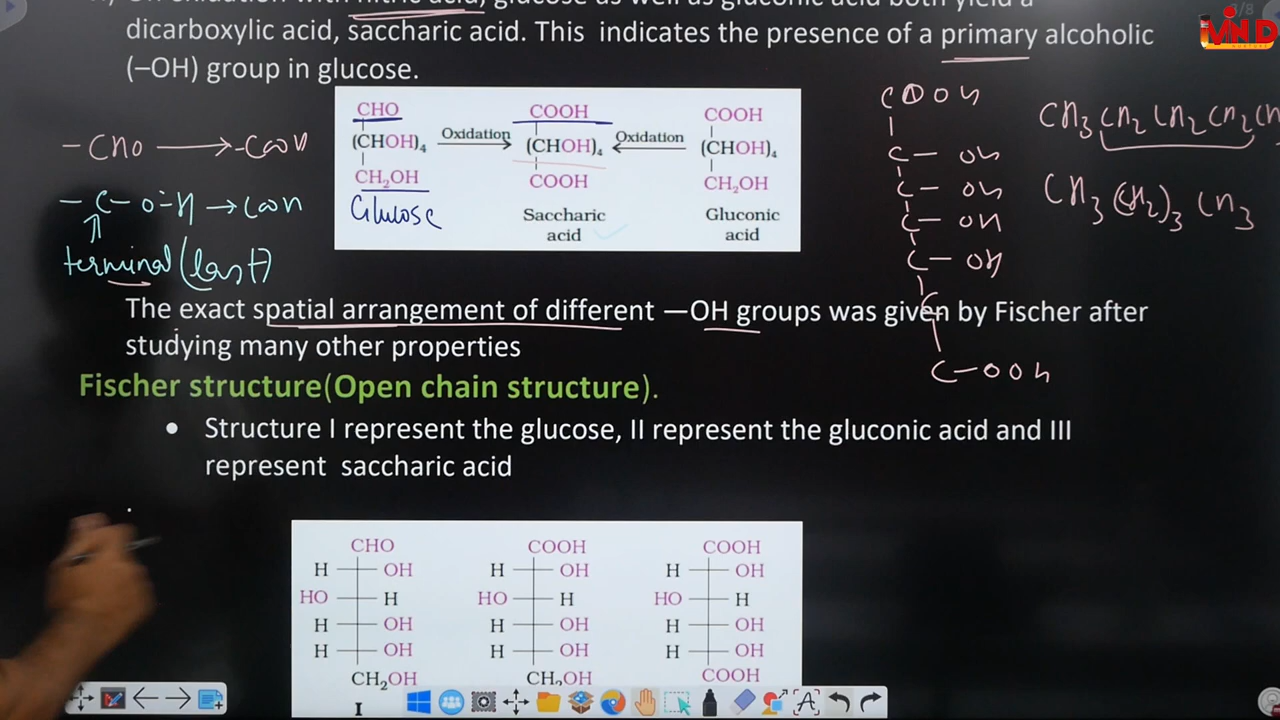 dicarboxylic acid, saccharic acid. This indicates the presence of a primary alcoholic
(–OH) group in glucose.
CHO
(CHOH)₄
CH₂OH
Glucose
Oxidation
COOH
(CHOH)₄
COOH
Saccharic
acid
Oxidation
COOH
(CHOH)₄
CH₂OH
Gluconic
acid
terminal (last)
COOH
C – OH
C – OH
C – OH
C – OH
C – OOH
CH₃ CH₂ CH₂ CH₂
CH₃ (CH₂)₃ CH₃
The exact spatial arrangement of different —OH groups was given by Fischer after
studying many other properties
Fischer structure(Open chain structure).
• Structure I represent the glucose, II represent the gluconic acid and III
represent saccharic acid
CHO
H OH
HO H
H OH
H OH
CH₂OH
I
COOH
H OH
HO H
H OH
H OH
CH₂OH
COOH
H OH
HO H
H OH
H OH
COOH